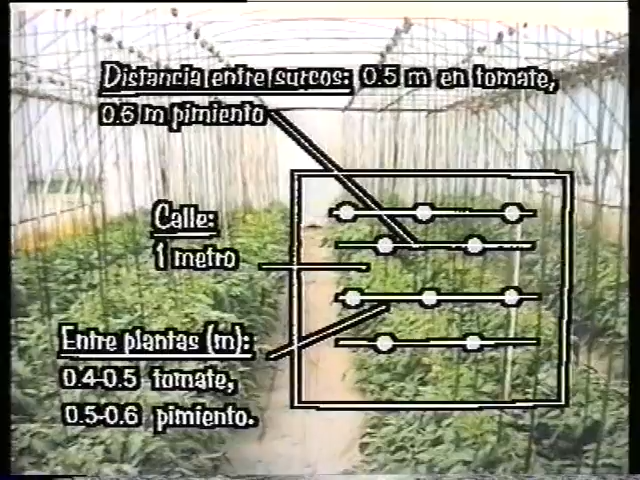 Distancia entre surcos: 0.5 m en tomate,
0.6 m pimiento
Calle:
1 metro
Entre plantas (m):
0.4-0.5 tomate,
0.5-0.6 pimiento.